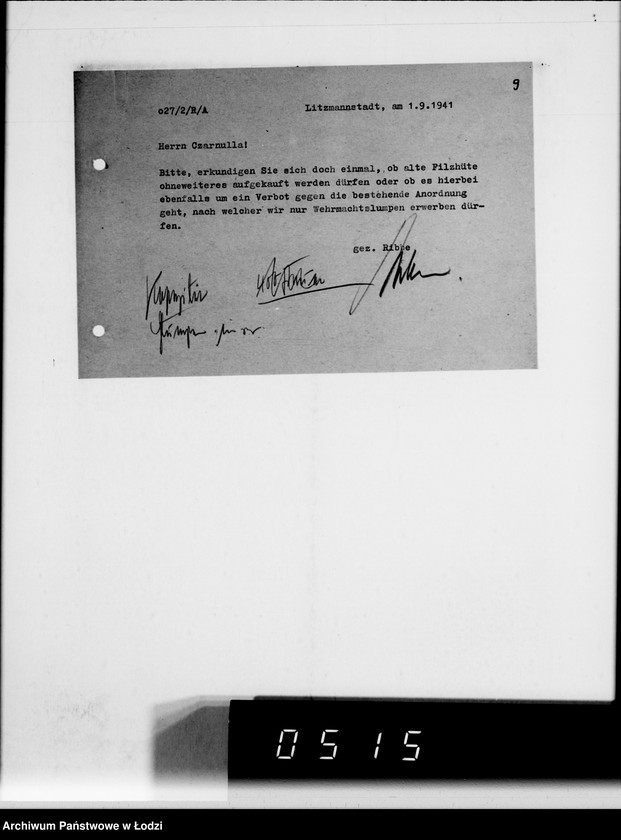 9
o27/2/R/A Litzmannstadt, am 1.9.1941
Herrn Czarnulla!
Bitte, erkundigen Sie sich doch einmal, ob alte Filzhüte
ohneweiteres aufgekauft werden dürfen oder ob es hierbei
ebenfalls um ein Verbot gegen die bestehende Anordnung
geht, nach welcher wir nur Wehrmachtslumpen erwerben dür-
fen.
gez. Ribbe
0515
Archiwum Państwowe w Łodzi